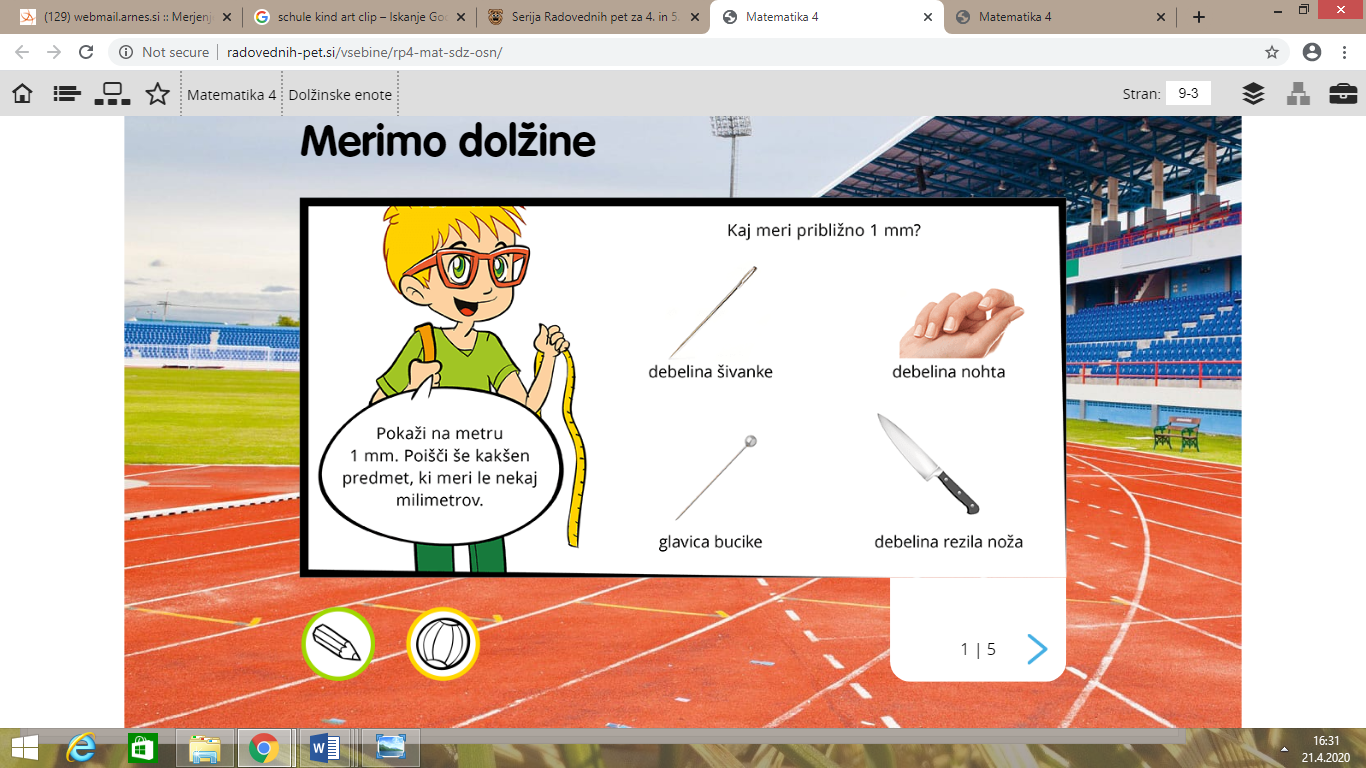 (129) webmail.arnes.si :: Merjenj
schule kind art clip – Iskanje Goo
Serija Radovednih pet za 4. in 5.
Matematika 4
Matematika 4
Not secure
radovednih-pet.si/vsebine/rp4-mat-sdz-osn/
Matematika 4
Dolžinske enote
Stran: 9-3
Merimo dolžine
Kaj meri približno 1 mm?
debelina šivanke
debelina nohta
Pokaži na metru
1 mm. Poišči še kakšen
predmet, ki meri le nekaj
milimetrov.
glavica bucike
debelina rezila noža
1 | 5
16:31
21.4.2020